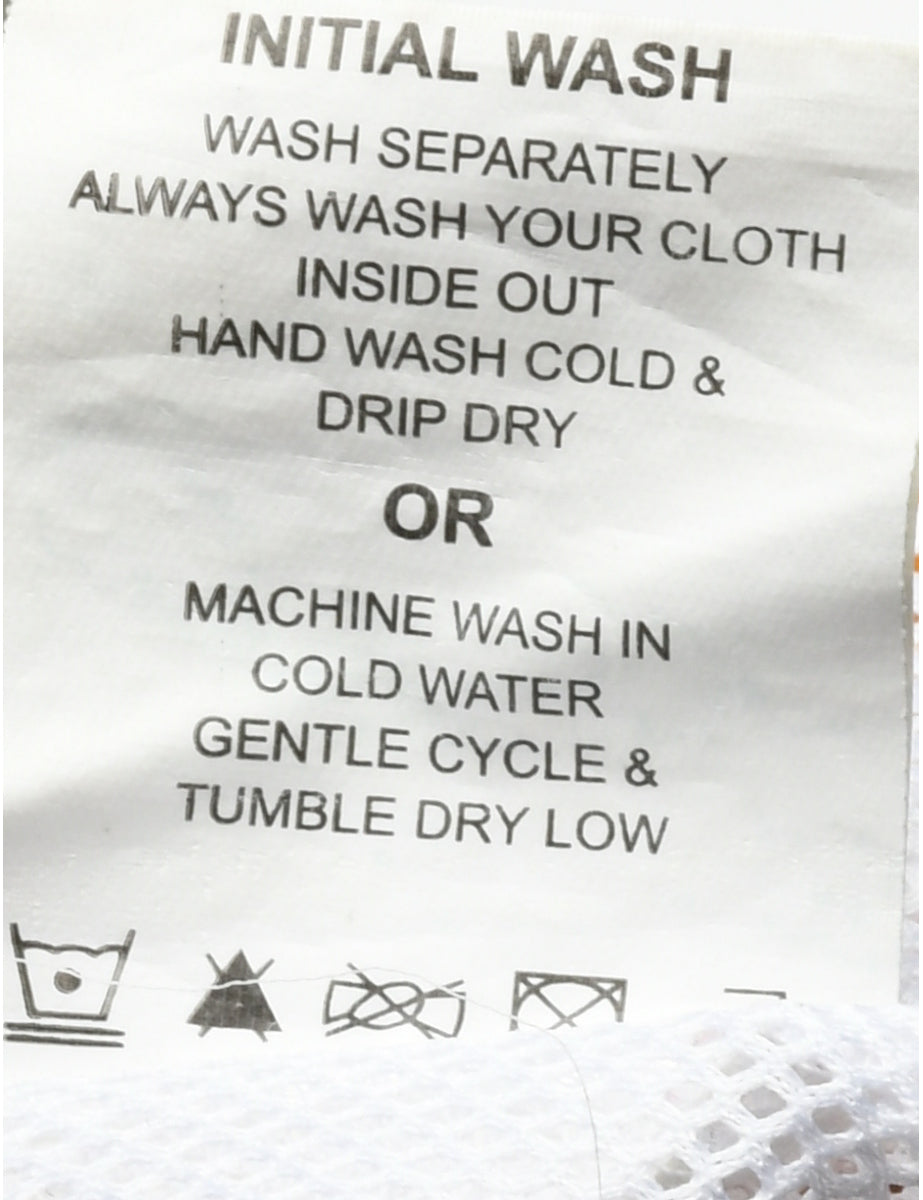 INITIAL WASH
WASH SEPARATELY
ALWAYS WASH YOUR CLOTH
INSIDE OUT
HAND WASH COLD &
DRIP DRY
OR
MACHINE WASH IN
COLD WATER
GENTLE CYCLE &
TUMBLE DRY LOW